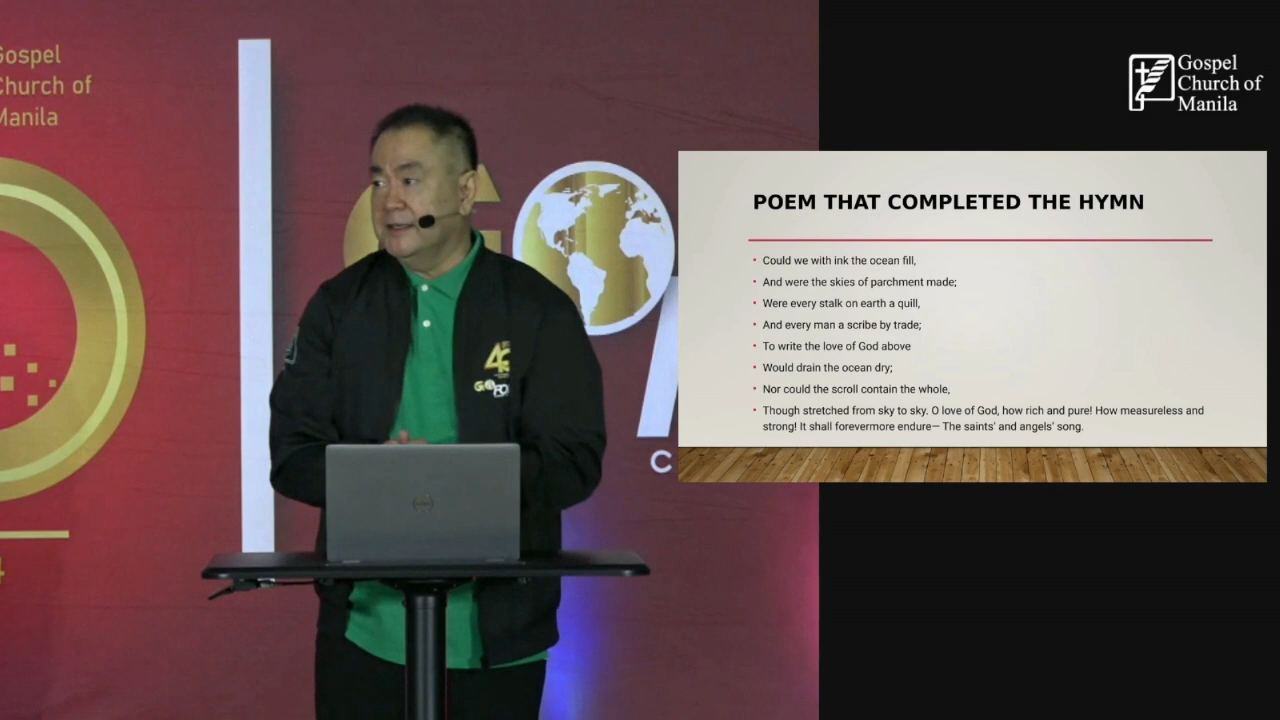 Gospel
Church of
Manila
Gospel
Church of
Manila
POEM THAT COMPLETED THE HYMN
Could we with ink the ocean fill,
And were the skies of parchment made;
Were every stalk on earth a quill,
And every man a scribe by trade;
To write the love of God above
Would drain the ocean dry;
Nor could the scroll contain the whole,
Though stretched from sky to sky. O love of God, how rich and pure! How measureless and
strong! It shall forevermore endure— The saints' and angels' song.